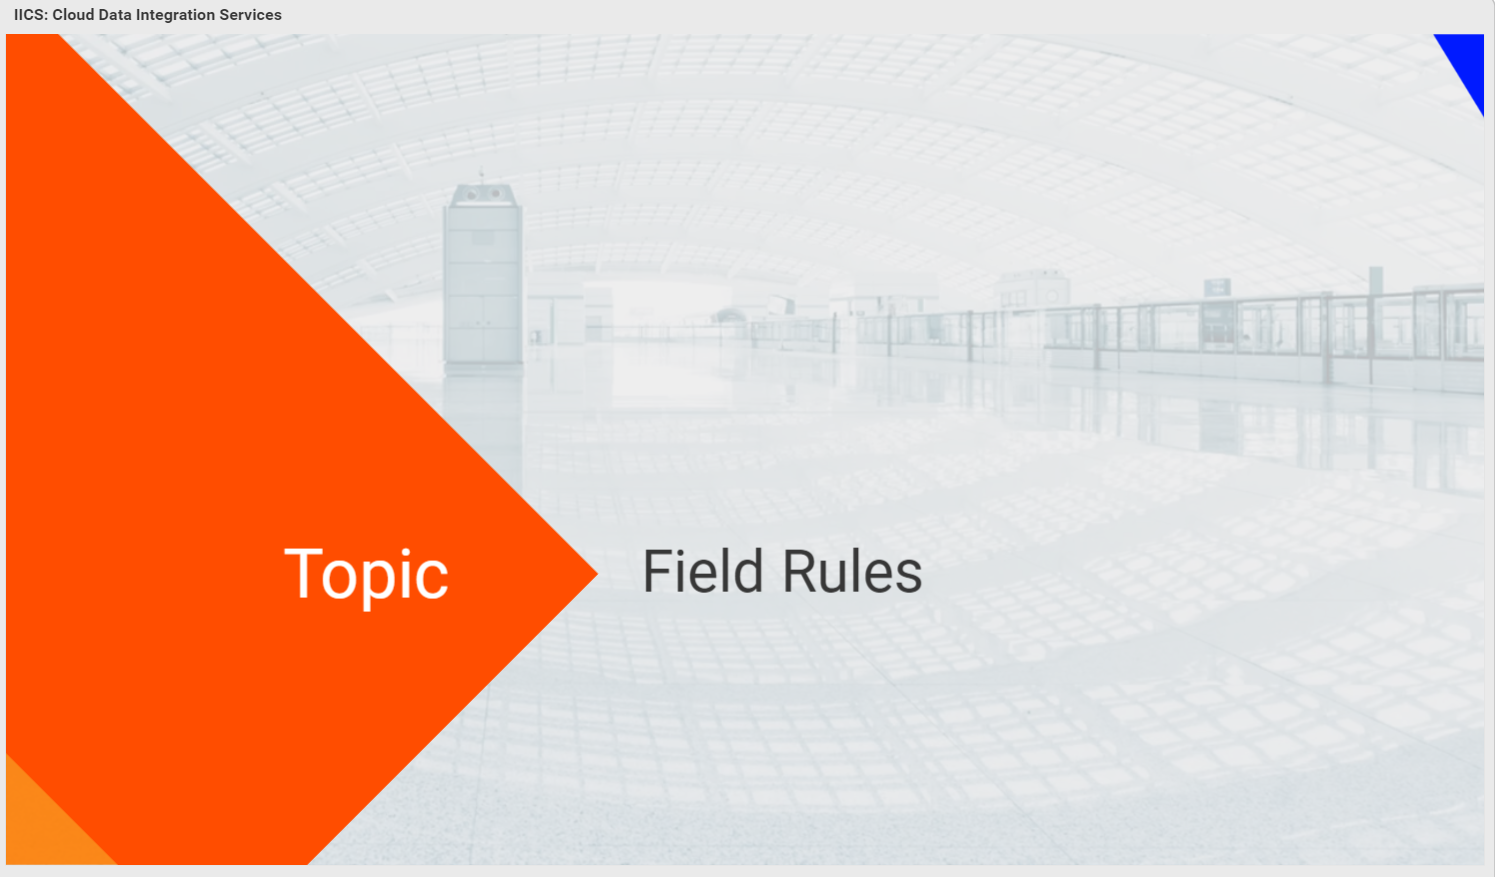 IICS: Cloud Data Integration Services
Topic
Field Rules